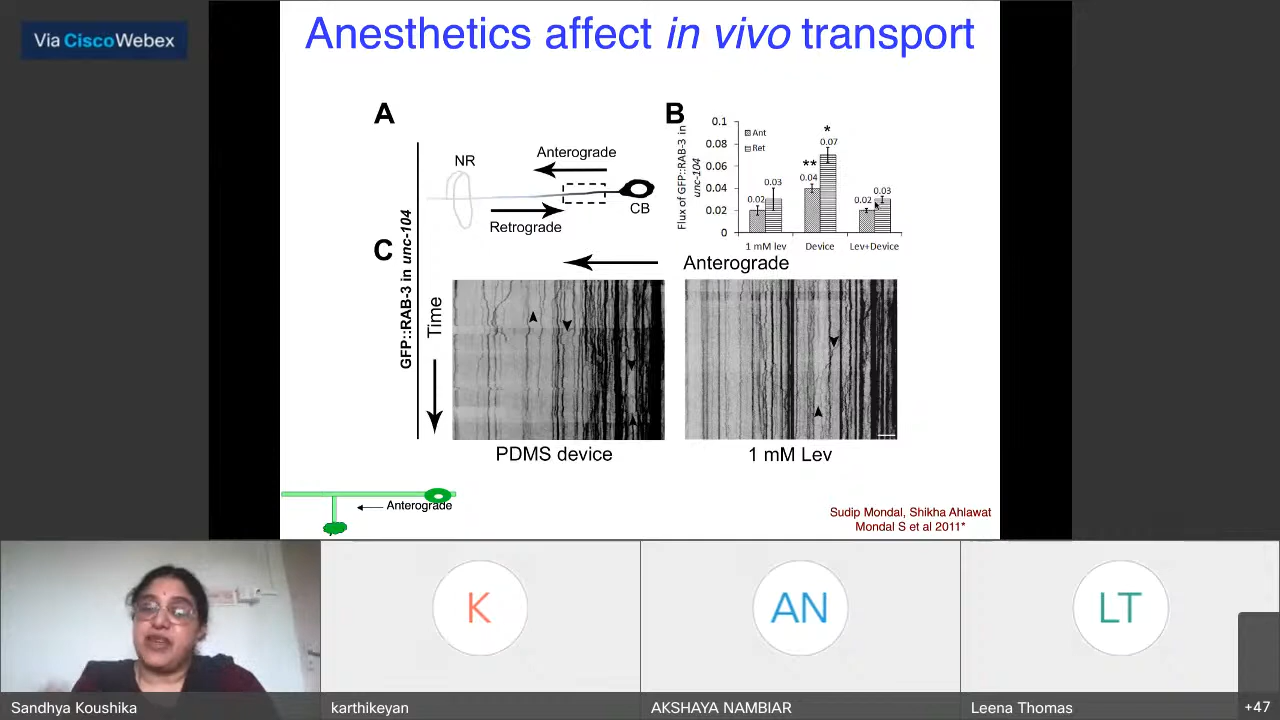 Via CiscoWebex
Anesthetics affect in vivo transport
A
NR
Anterograde
Retrograde
CB
GFP::RAB-3 in unc-104
B
Flux of GFP::RAB-3 in
unc-104
0.1
0.08
0.06
0.04
0.02
0
Ant
Ret
0.02
0.03
**
0.04
*
0.07
0.02
0.03
1 mM lev
Device
Lev+Device
C
Anterograde
Time
PDMS device
1 mM Lev
Anterograde
Sudip Mondal, Shikha Ahlawat
Mondal S et al 2011*
K
AN
LT
Sandhya Koushika
karthikeyan
AKSHAYA NAMBIAR
Leena Thomas
+47